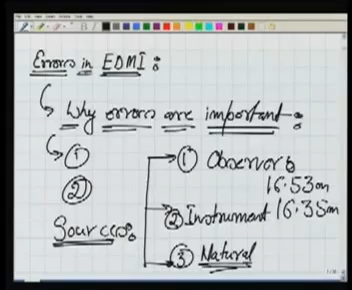 Errors in EDMI:
Why errors are important:
①
②
Sources:
① Observer
16.53m
② Instrument 16.35m
③ Natural